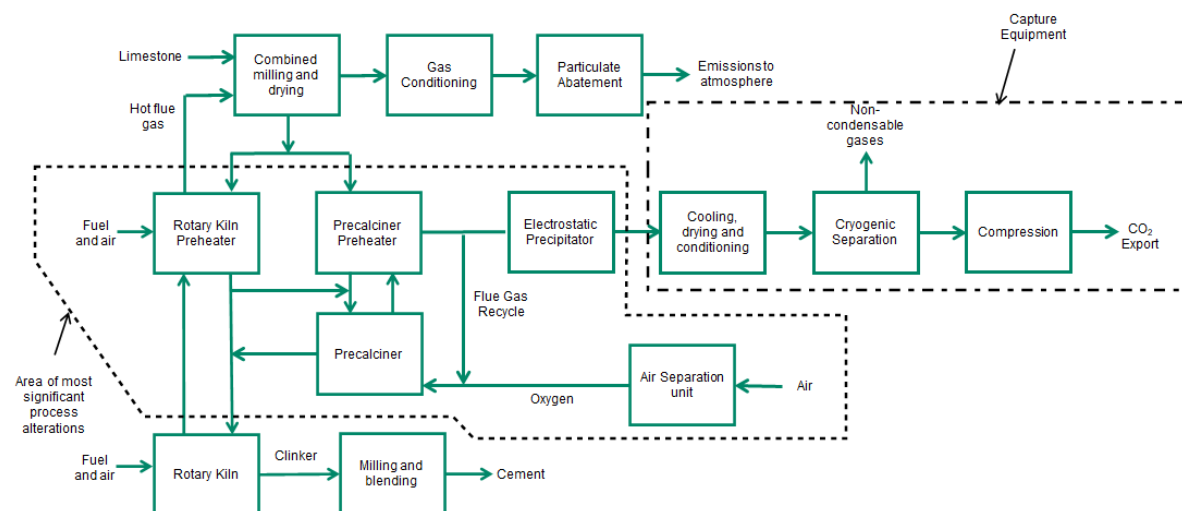 Capture
Equipment
Limestone
Combined
milling and
drying
Gas
Conditioning
Particulate
Abatement
Emissions to
atmosphere
Hot flue
gas
Non-
condensable
gases
Fuel
and air
Rotary Kiln
Preheater
Precalciner
Preheater
Electrostatic
Precipitator
Cooling,
drying and
conditioning
Cryogenic
Separation
Compression
CO₂
Export
Flue Gas
Recycle
Precalciner
Air Separation
unit
Air
Oxygen
Area of most
significant
process
alterations
Fuel
and air
Rotary Kiln
Clinker
Milling and
blending
Cement